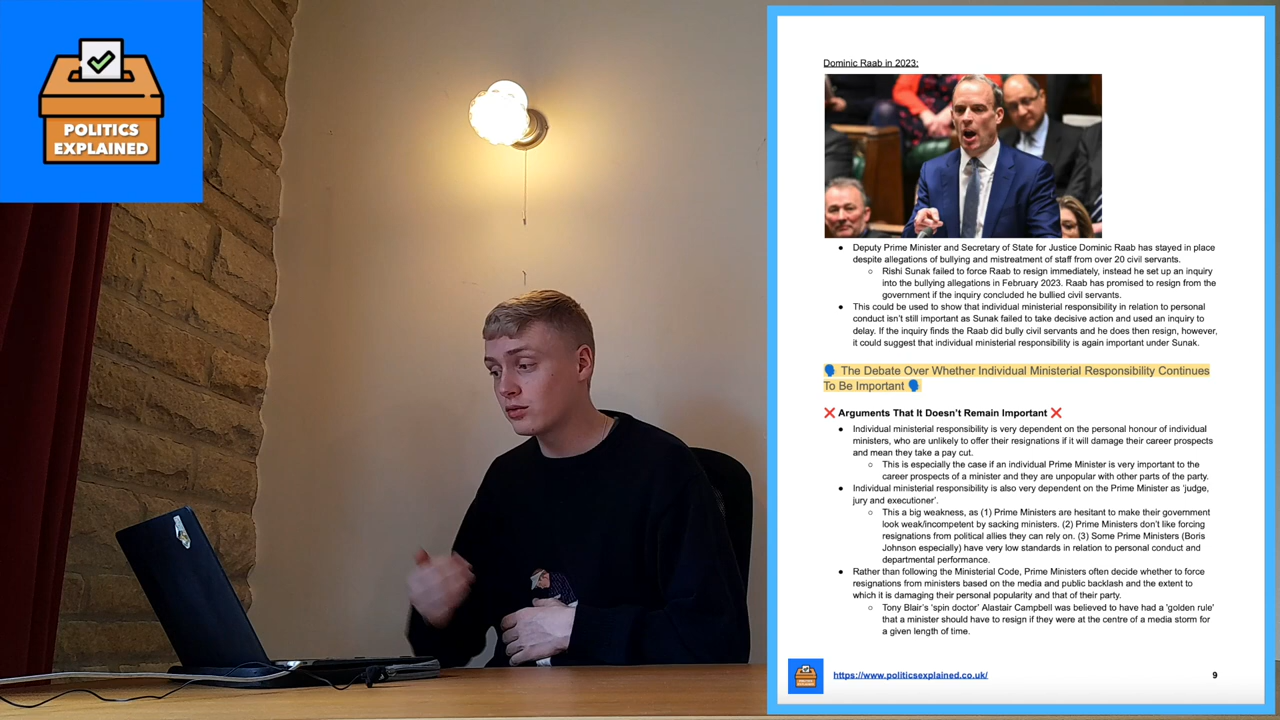 POLITICS
EXPLAINED
Dominic Raab in 2023:
● Deputy Prime Minister and Secretary of State for Justice Dominic Raab has stayed in place
despite allegations of bullying and mistreatment of staff from over 20 civil servants.
○ Rishi Sunak failed to force Raab to resign immediately, instead he set up an inquiry
into the bullying allegations in February 2023. Raab has promised to resign from the
government if the inquiry concluded he bullied civil servants.
● This could be used to show that individual ministerial responsibility in relation to personal
conduct isn't still important as Sunak failed to take decisive action and used an inquiry to
delay. If the inquiry finds the Raab did bully civil servants and he does then resign, however,
it could suggest that individual ministerial responsibility is again important under Sunak.
🗣️ The Debate Over Whether Individual Ministerial Responsibility Continues
To Be Important 🗣️
❌ Arguments That It Doesn't Remain Important ❌
● Individual ministerial responsibility is very dependent on the personal honour of individual
ministers, who are unlikely to offer their resignations if it will damage their career prospects
and mean they take a pay cut.
○ This is especially the case if an individual Prime Minister is very important to the
career prospects of a minister and they are unpopular with other parts of the party.
● Individual ministerial responsibility is also very dependent on the Prime Minister as 'judge,
jury and executioner'.
○ This a big weakness, as (1) Prime Ministers are hesitant to make their government
look weak/incompetent by sacking ministers. (2) Prime Ministers don't like forcing
resignations from political allies they can rely on. (3) Some Prime Ministers (Boris
Johnson especially) have very low standards in relation to personal conduct and
departmental performance.
● Rather than following the Ministerial Code, Prime Ministers often decide whether to force
resignations from ministers based on the media and public backlash and the extent to
which it is damaging their personal popularity and that of their party.
○ Tony Blair's 'spin doctor' Alastair Campbell was believed to have had a 'golden rule'
that a minister should have to resign if they were at the centre of a media storm for
a given length of time.
https://www.politicsexplained.co.uk/ 9